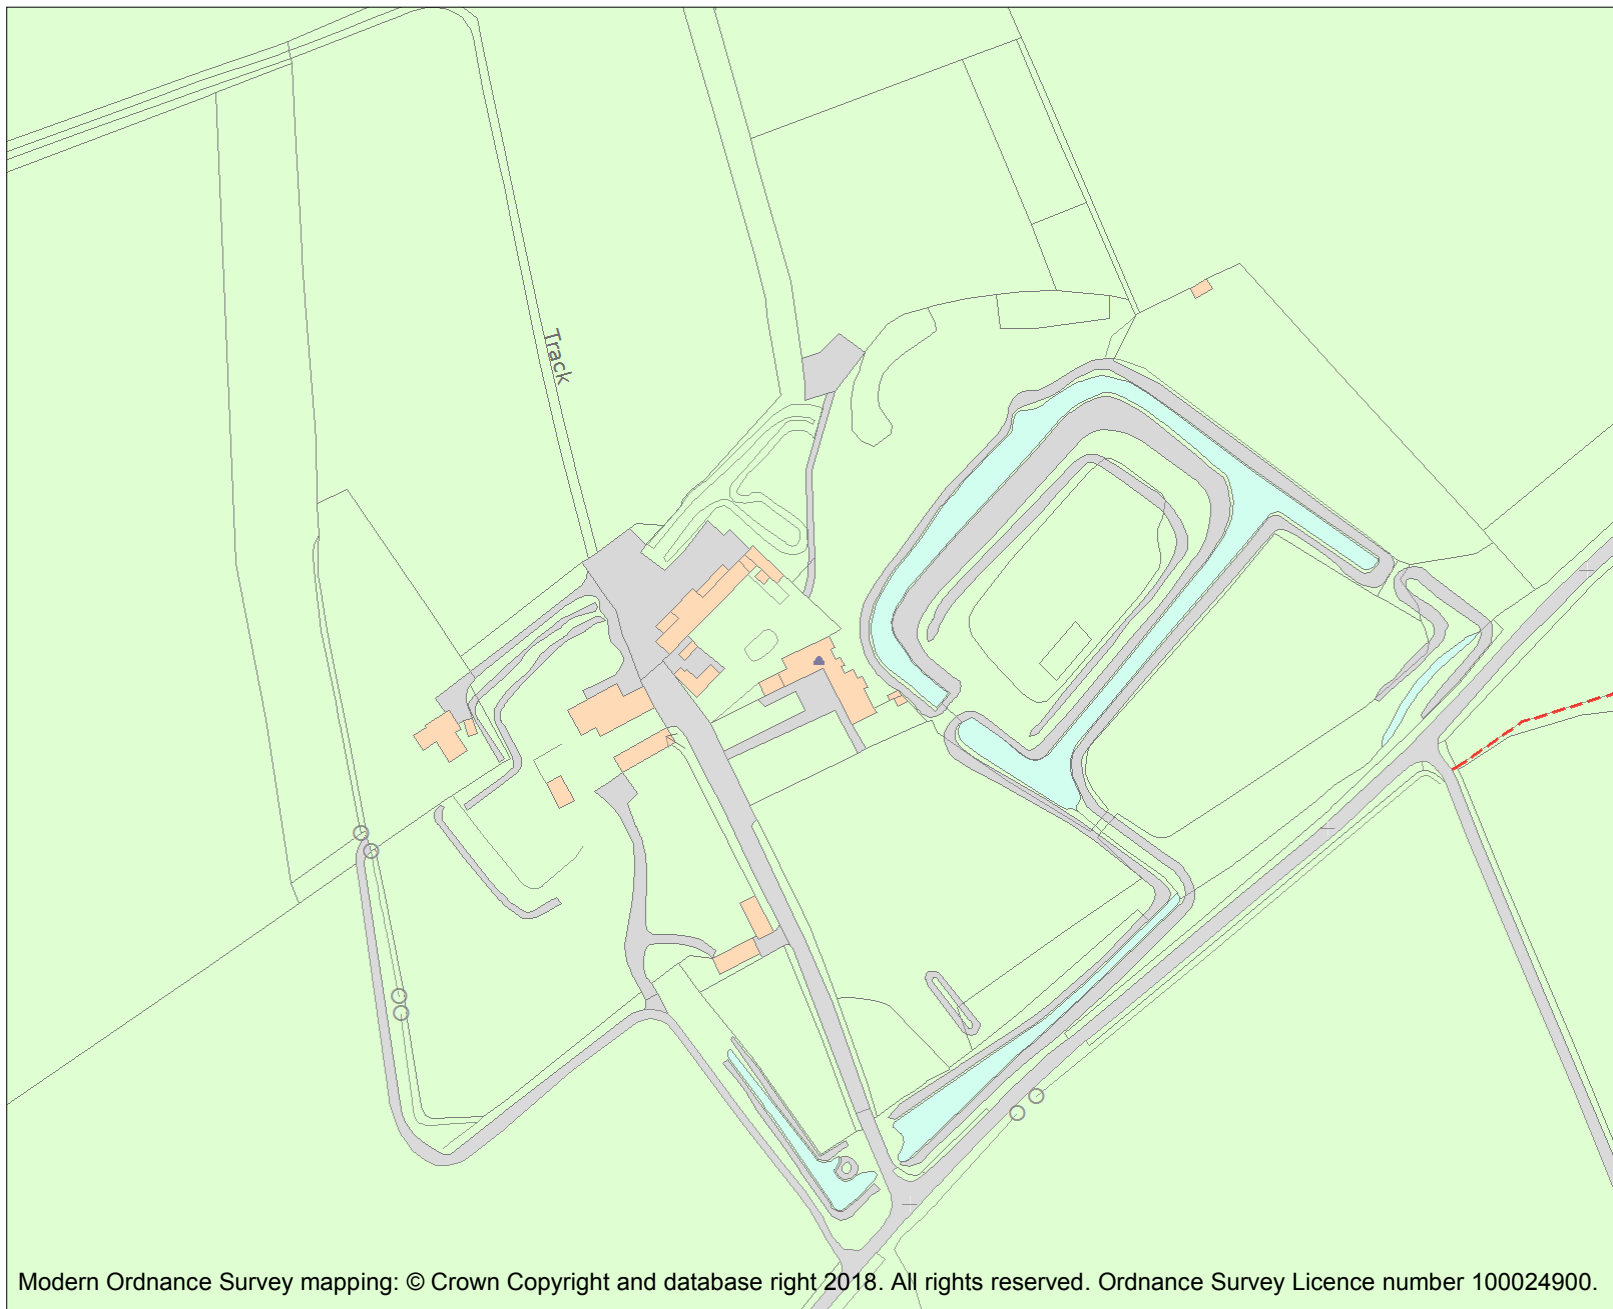 Track
Modern Ordnance Survey mapping: © Crown Copyright and database right 2018. All rights reserved. Ordnance Survey Licence number 100024900.